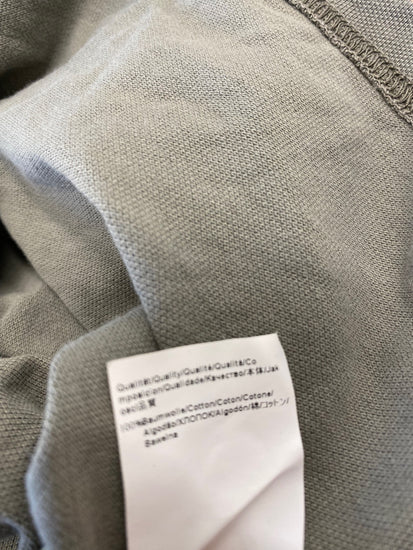 Qualität/Quality/Qualité/Qualità/Co
mposicion/Qualidade/Качество/本体/Jak
ość/品質
100%Baumwolle/Cotton/Coton/Cotone/
Algodão/ХЛОПОК/Algodón/綿/コットン/
Bawełna